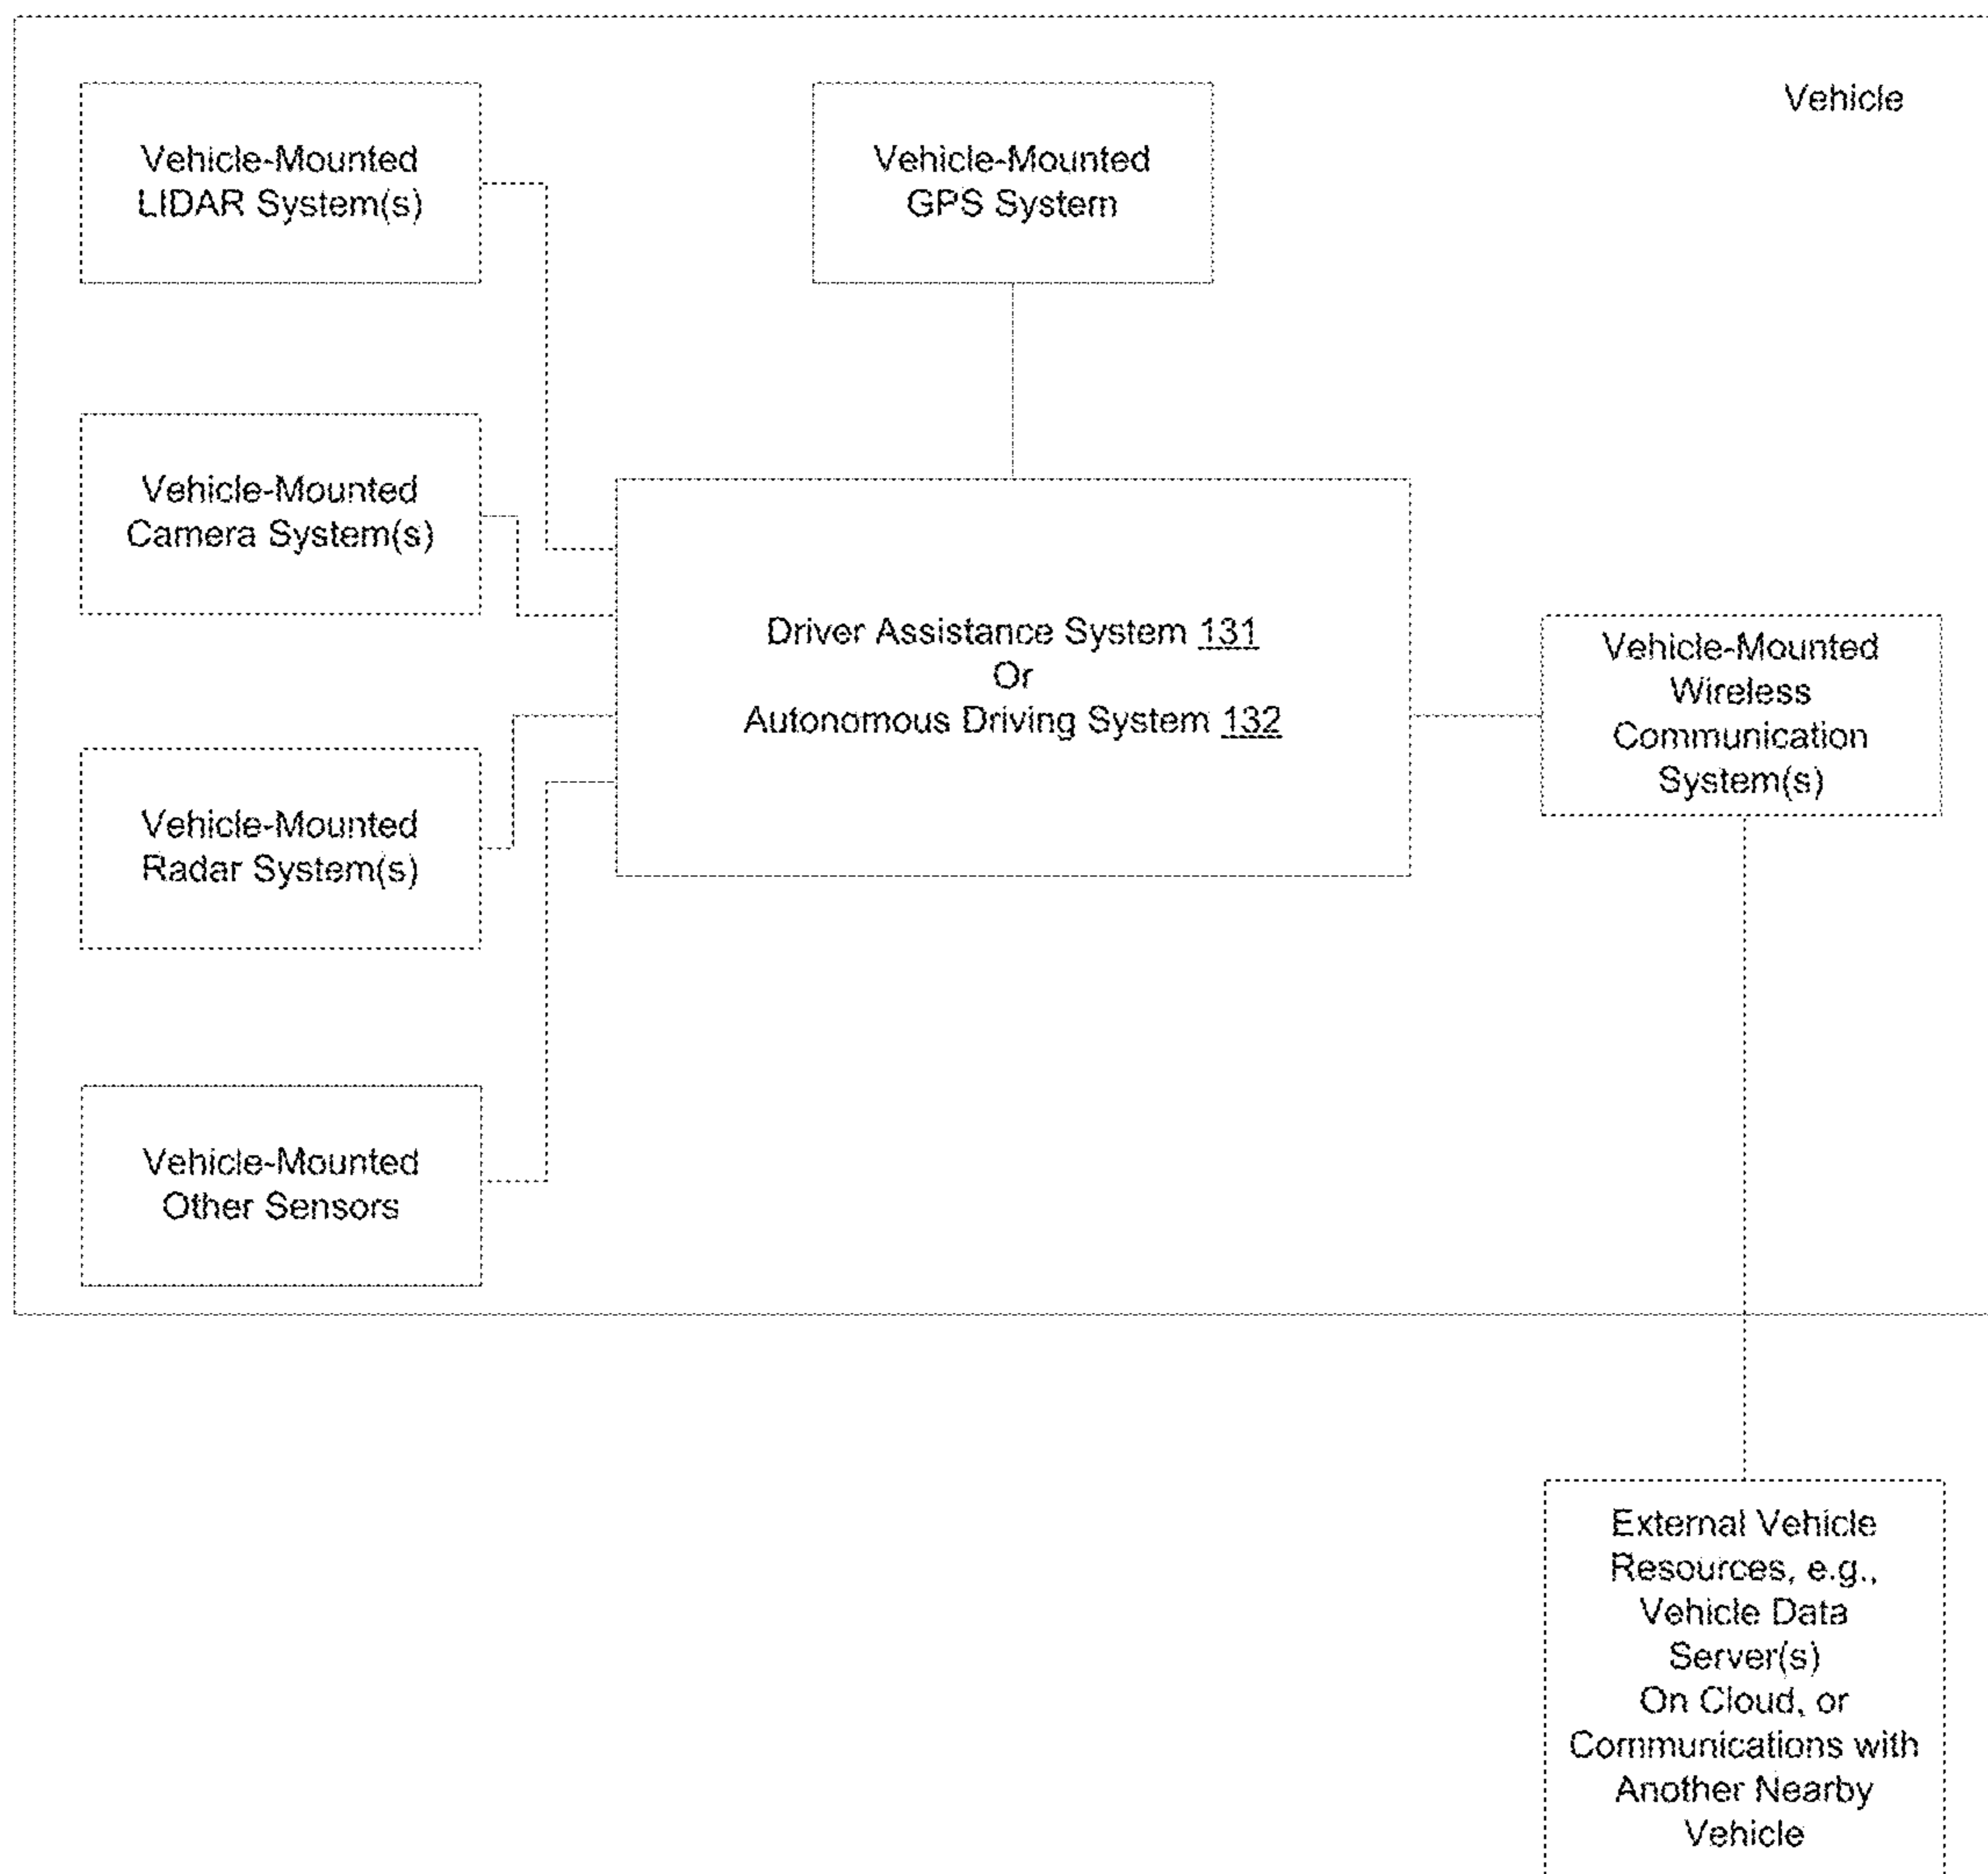 Vehicle
Vehicle-Mounted
LIDAR System(s)
Vehicle-Mounted
GPS System
Vehicle-Mounted
Camera System(s)
Driver Assistance System 131
Or
Autonomous Driving System 132
Vehicle-Mounted
Wireless
Communication
System(s)
Vehicle-Mounted
Radar System(s)
Vehicle-Mounted
Other Sensors
External Vehicle
Resources, e.g.,
Vehicle Data
Server(s)
On Cloud, or
Communications with
Another Nearby
Vehicle